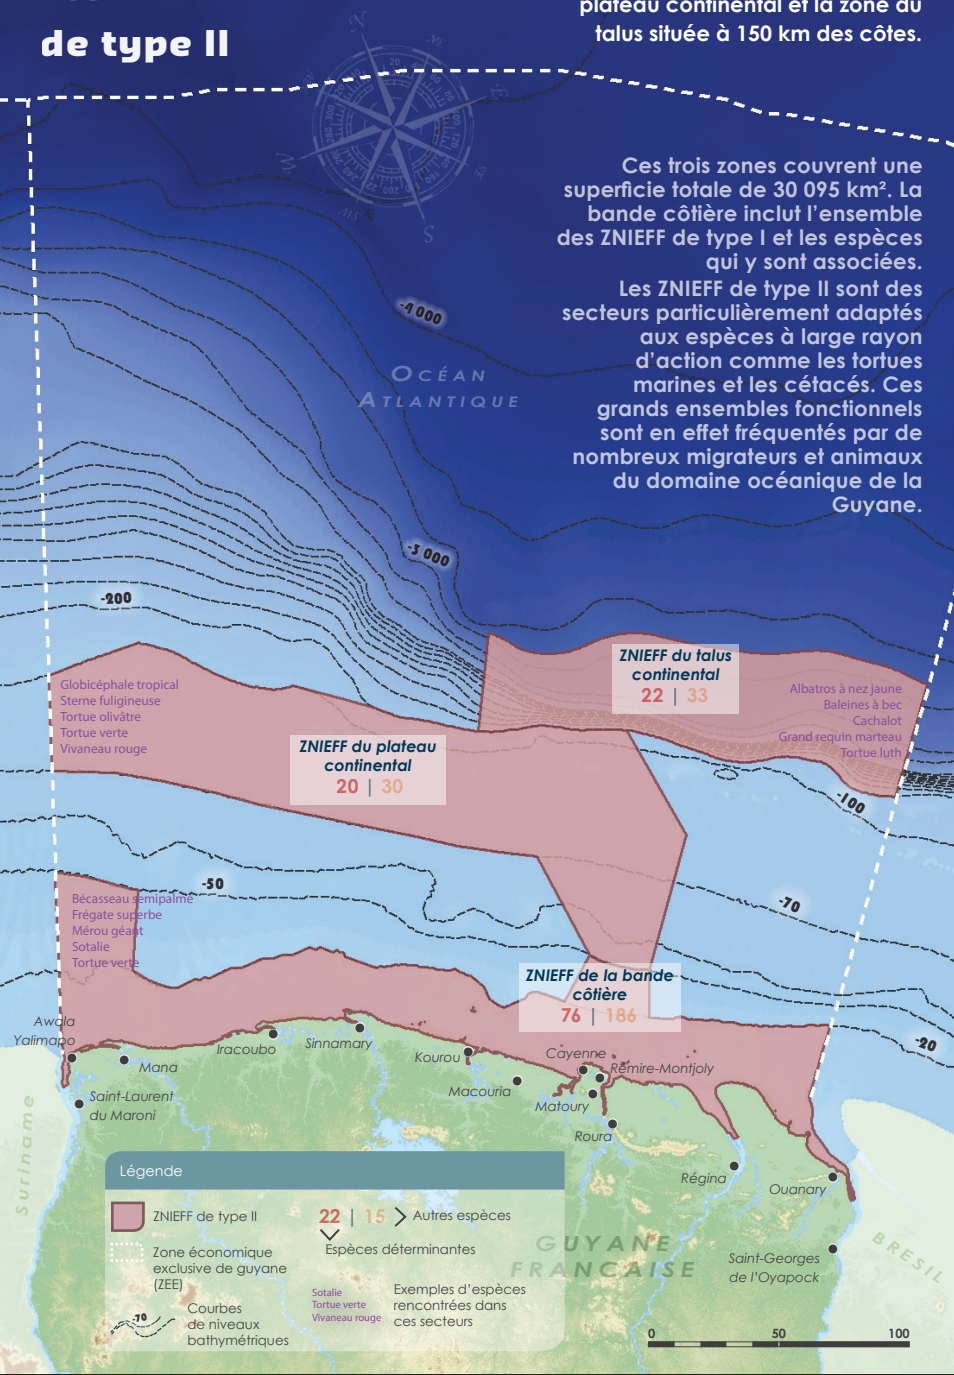 plateau continental et la zone du
talus située à 150 km des côtes.
de type II
Ces trois zones couvrent une
superficie totale de 30 095 km². La
bande côtière inclut l'ensemble
des ZNIEFF de type I et les espèces
qui y sont associées.
Les ZNIEFF de type II sont des
secteurs particulièrement adaptés
aux espèces à large rayon
d'action comme les tortues
marines et les cétacés. Ces
grands ensembles fonctionnels
sont en effet fréquentés par de
nombreux migrateurs et animaux
du domaine océanique de la
Guyane.
S
-4 000
OCÉAN
ATLANTIQUE
-3 000
-200
ZNIEFF du talus
continental
22 | 33
Globicéphale tropical
Sterne fuligineuse
Tortue olivâtre
Tortue verte
Vivaneau rouge
Albatros à nez jaune
Baleines à bec
Cachalot
Grand requin marteau
Tortue luth
ZNIEFF du plateau
continental
20 | 30
-100
-50
-70
Bécasseau semipalmé
Frégate superbe
Mérou géant
Sotalie
Tortue verte
ZNIEFF de la bande
côtière
76 | 186
-20
Awala
Yalimapo
Mana
Iracoubo
Sinnamary
Kourou
Cayenne
Rémire-Montjoly
Macouria
Matoury
Saint-Laurent
du Maroni
Roura
Régina
Ouanary
Suriname
BRESIL
GUYANE
FRANCAISE
Saint-Georges
de l'Oyapock
Légende
ZNIEFF de type II
Zone économique
exclusive de guyane
(ZEE)
-70
Courbes
de niveaux
bathymétriques
22 | 15 Autres espèces
Espèces déterminantes
Sotalie
Tortue verte
Vivaneau rouge
Exemples d'espèces
rencontrées dans
ces secteurs
0 50 100